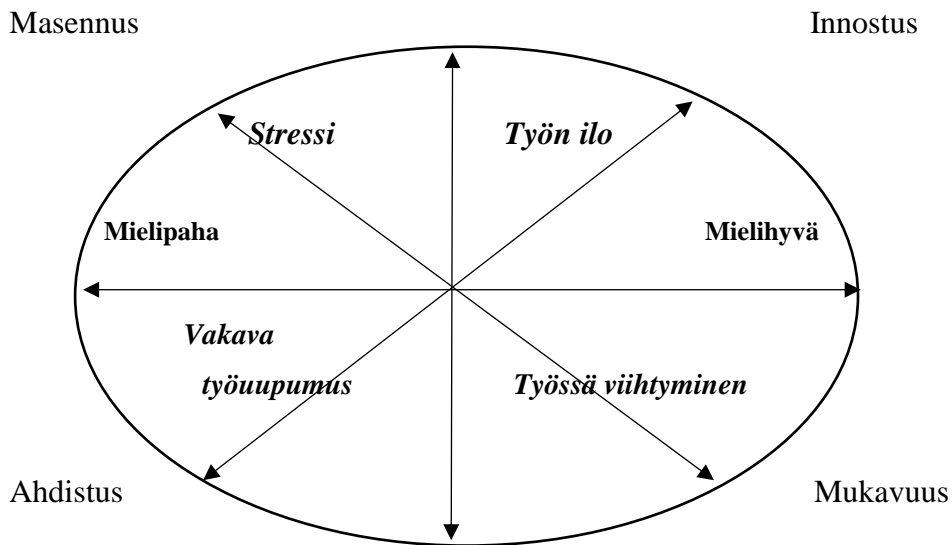 Masennus
Innostus
Stressi
Työn ilo
Mielipaha
Mielihyvä
Vakava
työuupumus
Työssä viihtyminen
Ahdistus
Mukavuus